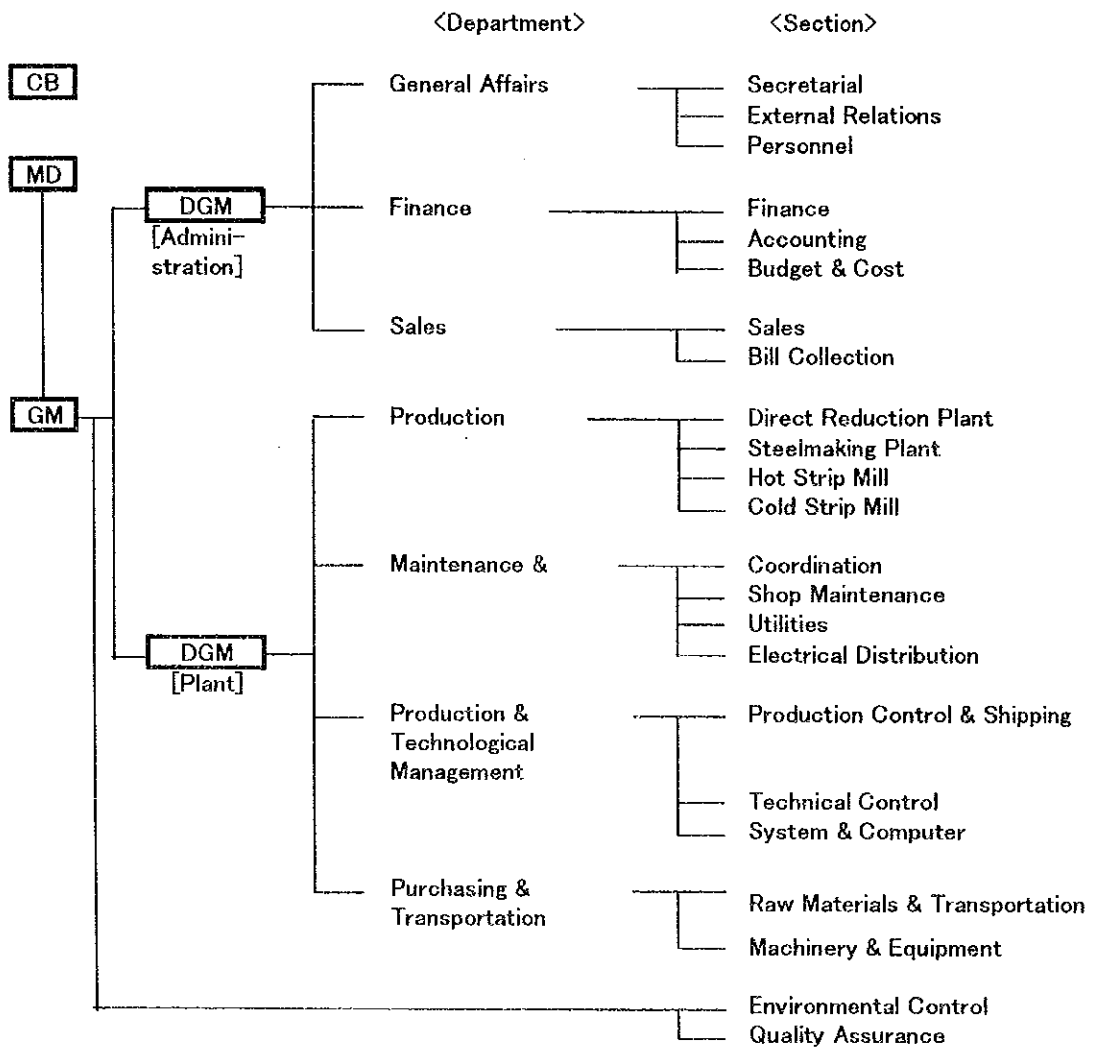 <Department> <Section>
CB
General Affairs
Secretarial
External Relations
Personnel
MD
DGM
[Admini-
stration]
Finance
Finance
Accounting
Budget & Cost
Sales
Sales
Bill Collection
GM
Production
Direct Reduction Plant
Steelmaking Plant
Hot Strip Mill
Cold Strip Mill
Maintenance &
Coordination
Shop Maintenance
Utilities
Electrical Distribution
DGM
[Plant]
Production &
Technological
Management
Production Control & Shipping
Technical Control
System & Computer
Purchasing &
Transportation
Raw Materials & Transportation
Machinery & Equipment
Environmental Control
Quality Assurance